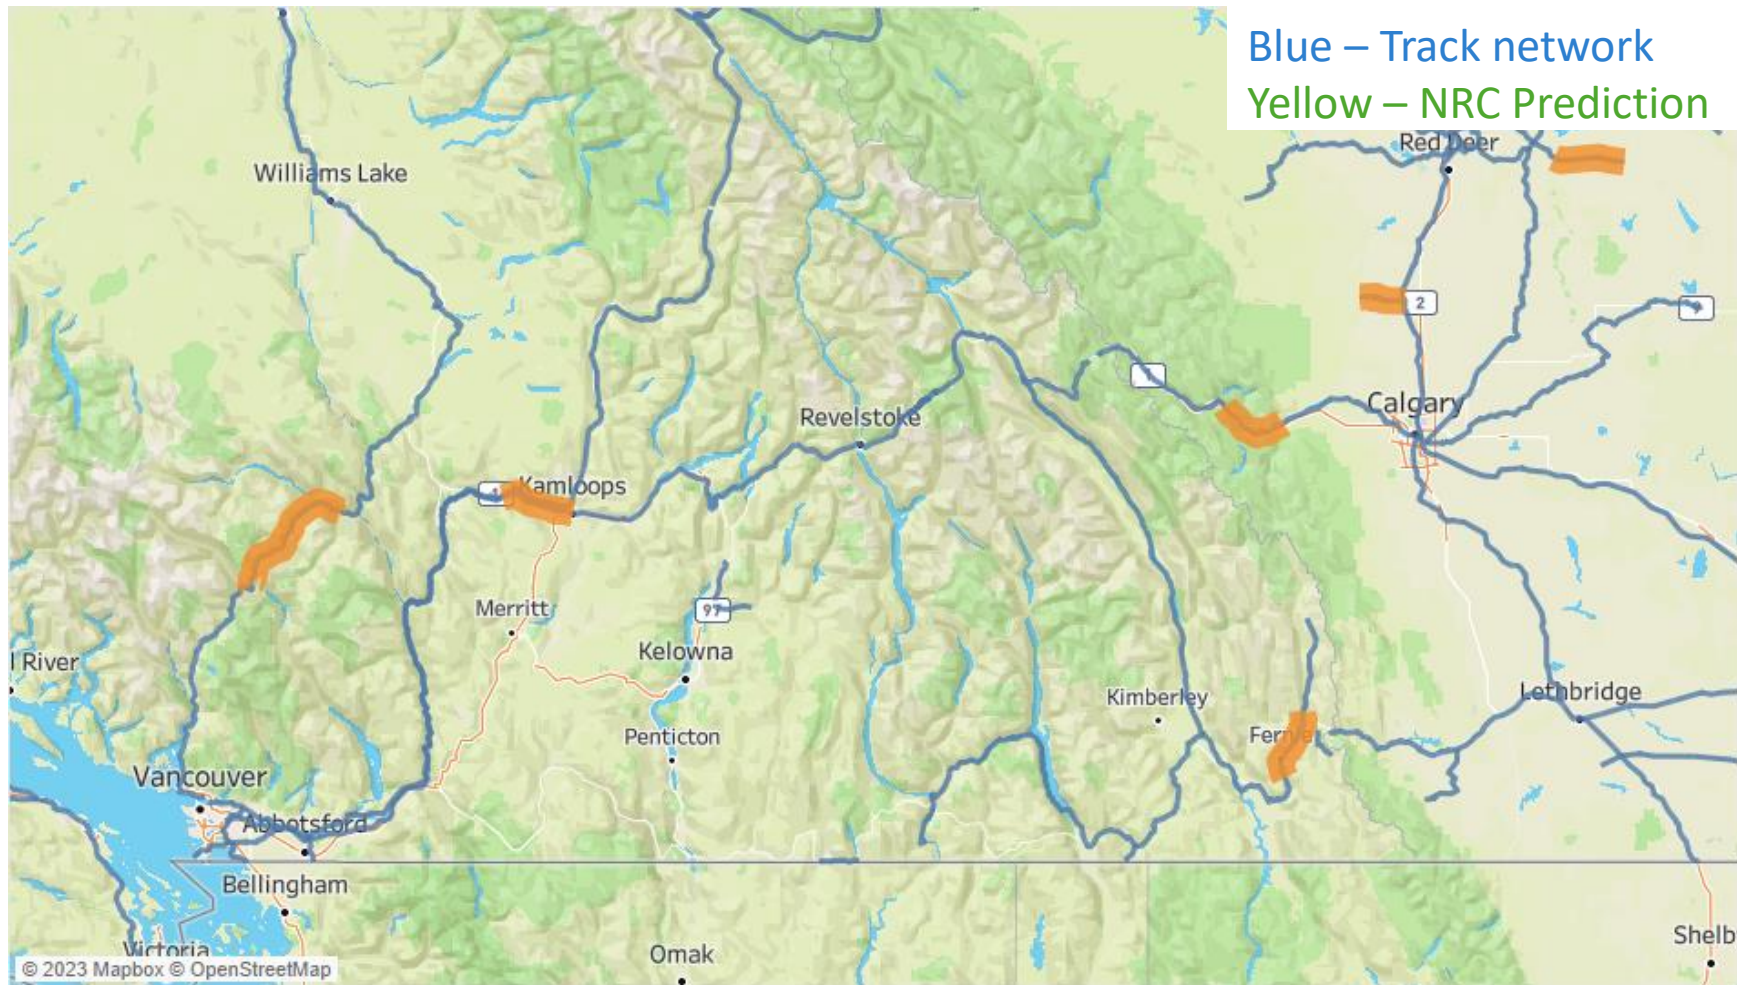 Blue – Track network
Yellow – NRC Prediction
Red Deer
Williams Lake
2
Calgary
Revelstoke
Kamloops
Merritt
97
l River
Kelowna
Kimberley
Lethbridge
Penticton
Fernie
Vancouver
Abbotsford
Bellingham
Victoria
Omak
Shelb
© 2023 Mapbox © OpenStreetMap